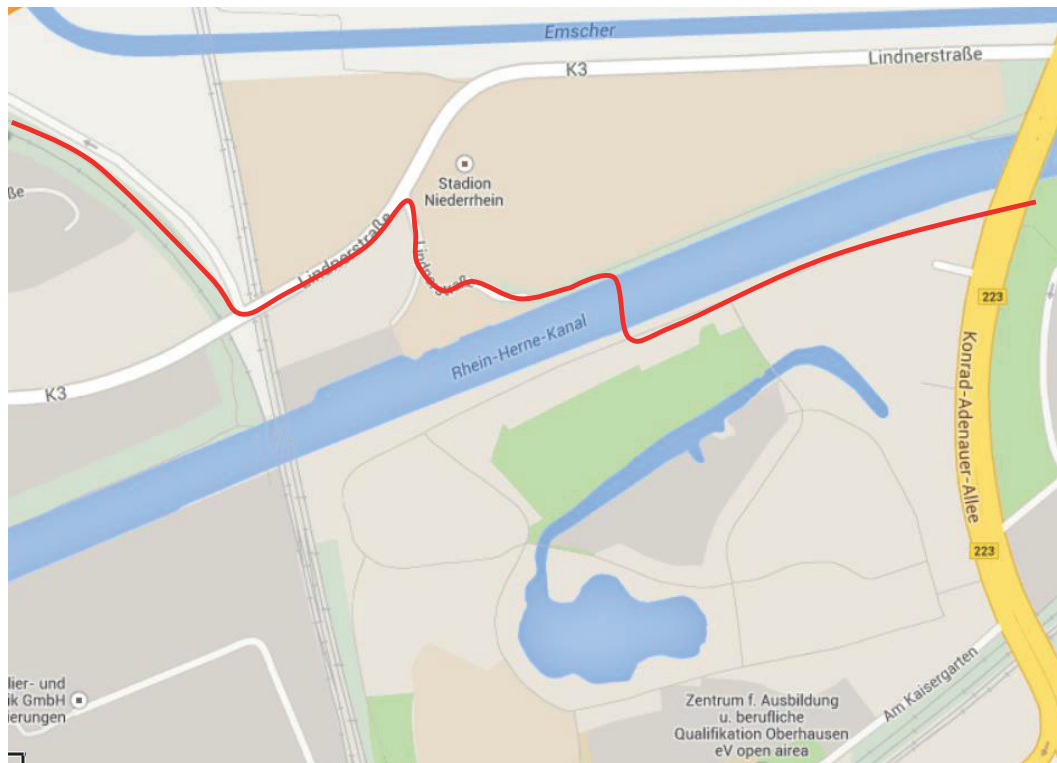 Emscher
Lindnerstraße
K3
Stadion
Niederrhein
ße
Lindnerstraße
Lindnerstraße
223
Rhein-Herne-Kanal
Konrad-Adenauer-Allee
K3
223
Am Kaisergarten
lier- und
ik GmbH
ierungen
Zentrum f. Ausbildung
u. berufliche
Qualifikation Oberhausen
eV open airea